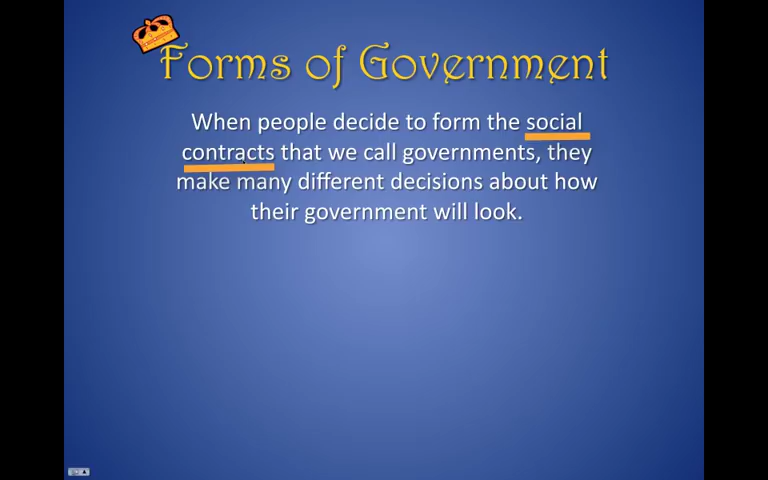 Forms of Government
When people decide to form the social
contracts that we call governments, they
make many different decisions about how
their government will look.